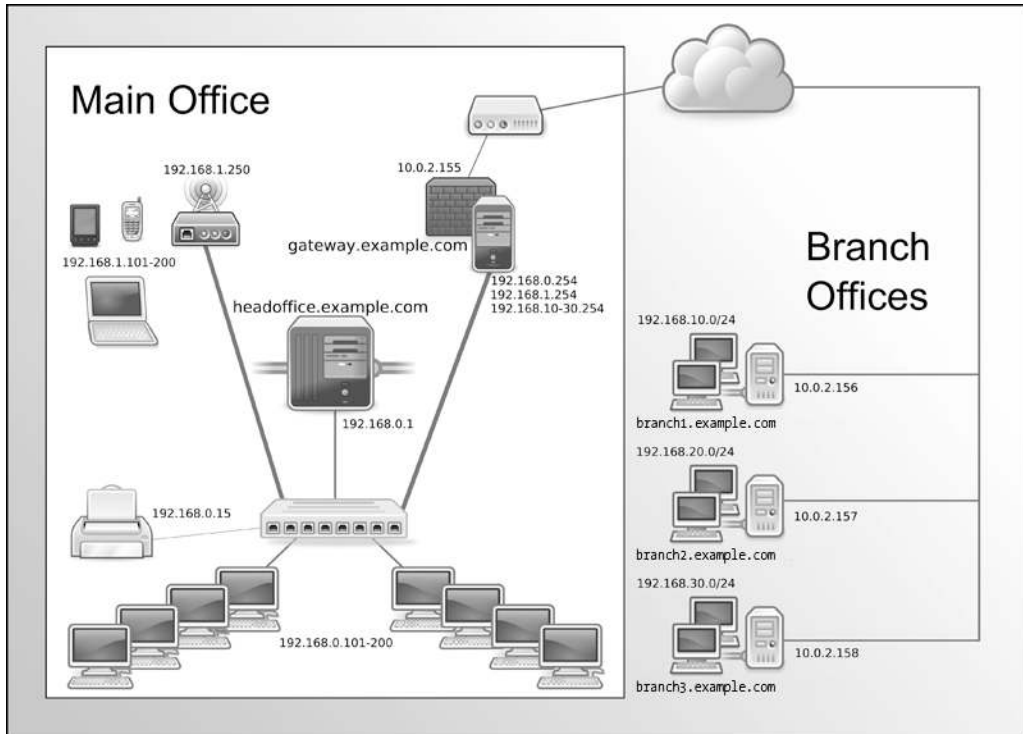 Main Office
192.168.1.250
10.0.2.155
gateway.example.com
192.168.1.101-200
192.168.0.254
192.168.1.254
192.168.10-30.254
headoffice.example.com
192.168.0.1
192.168.0.15
192.168.0.101-200
Branch
Offices
192.168.10.0/24
10.0.2.156
branch1.example.com
192.168.20.0/24
10.0.2.157
branch2.example.com
192.168.30.0/24
10.0.2.158
branch3.example.com